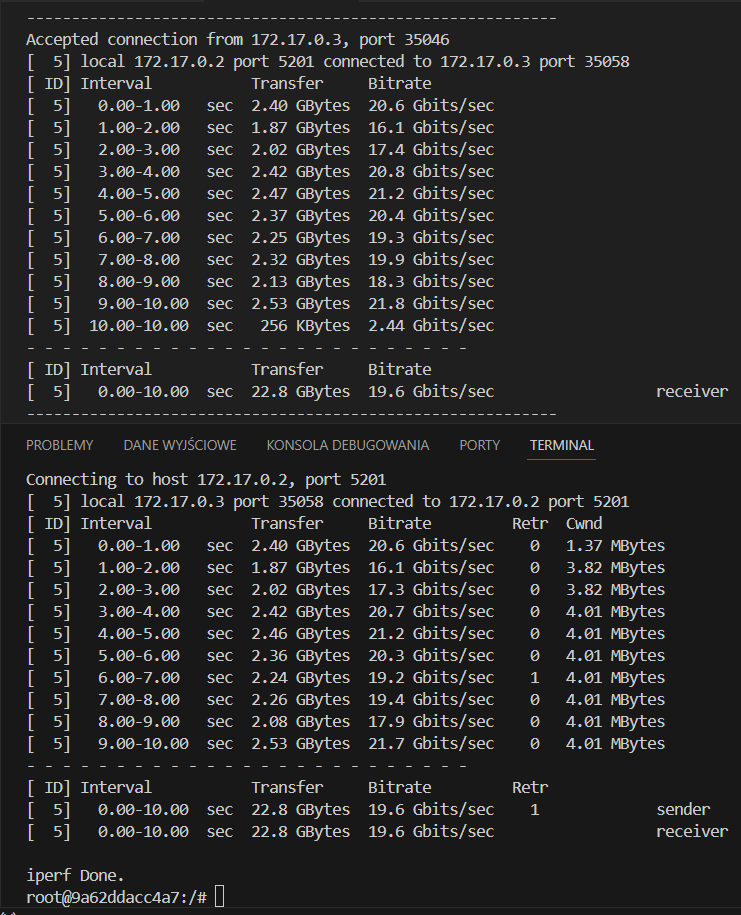 -----------------------------------------------------------
Accepted connection from 172.17.0.3, port 35046
[  5] local 172.17.0.2 port 5201 connected to 172.17.0.3 port 35058
[ ID] Interval           Transfer     Bitrate
[  5]   0.00-1.00   sec  2.40 GBytes  20.6 Gbits/sec
[  5]   1.00-2.00   sec  1.87 GBytes  16.1 Gbits/sec
[  5]   2.00-3.00   sec  2.02 GBytes  17.4 Gbits/sec
[  5]   3.00-4.00   sec  2.42 GBytes  20.8 Gbits/sec
[  5]   4.00-5.00   sec  2.47 GBytes  21.2 Gbits/sec
[  5]   5.00-6.00   sec  2.37 GBytes  20.4 Gbits/sec
[  5]   6.00-7.00   sec  2.25 GBytes  19.3 Gbits/sec
[  5]   7.00-8.00   sec  2.32 GBytes  19.9 Gbits/sec
[  5]   8.00-9.00   sec  2.13 GBytes  18.3 Gbits/sec
[  5]   9.00-10.00  sec  2.53 GBytes  21.8 Gbits/sec
[  5]  10.00-10.00  sec   256 KBytes  2.44 Gbits/sec
- - - - - - - - - - - - - - - - - - - - - - - - -
[ ID] Interval           Transfer     Bitrate
[  5]   0.00-10.00  sec  22.8 GBytes  19.6 Gbits/sec                  receiver
-----------------------------------------------------------
PROBLEMY DANE WYJŚCIOWE KONSOLA DEBUGOWANIA PORTY TERMINAL
Connecting to host 172.17.0.2, port 5201
[  5] local 172.17.0.3 port 35058 connected to 172.17.0.2 port 5201
[ ID] Interval           Transfer     Bitrate         Retr  Cwnd
[  5]   0.00-1.00   sec  2.40 GBytes  20.6 Gbits/sec    0   1.37 MBytes
[  5]   1.00-2.00   sec  1.87 GBytes  16.1 Gbits/sec    0   3.82 MBytes
[  5]   2.00-3.00   sec  2.02 GBytes  17.3 Gbits/sec    0   3.82 MBytes
[  5]   3.00-4.00   sec  2.42 GBytes  20.7 Gbits/sec    0   4.01 MBytes
[  5]   4.00-5.00   sec  2.46 GBytes  21.2 Gbits/sec    0   4.01 MBytes
[  5]   5.00-6.00   sec  2.36 GBytes  20.3 Gbits/sec    0   4.01 MBytes
[  5]   6.00-7.00   sec  2.24 GBytes  19.2 Gbits/sec    1   4.01 MBytes
[  5]   7.00-8.00   sec  2.26 GBytes  19.4 Gbits/sec    0   4.01 MBytes
[  5]   8.00-9.00   sec  2.08 GBytes  17.9 Gbits/sec    0   4.01 MBytes
[  5]   9.00-10.00  sec  2.53 GBytes  21.7 Gbits/sec    0   4.01 MBytes
- - - - - - - - - - - - - - - - - - - - - - - - -
[ ID] Interval           Transfer     Bitrate         Retr
[  5]   0.00-10.00  sec  22.8 GBytes  19.6 Gbits/sec    1             sender
[  5]   0.00-10.00  sec  22.8 GBytes  19.6 Gbits/sec                  receiver
iperf Done.
root@9a62ddacc4a7:/#